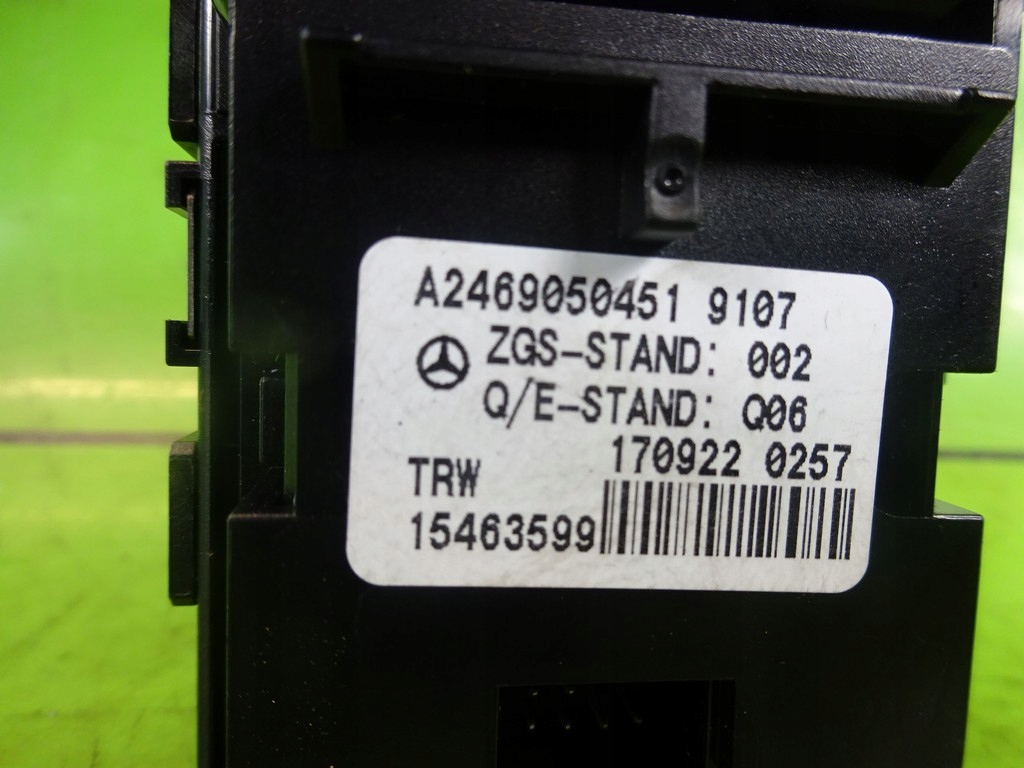 A2469050451 9107
ZGS-STAND: 002
Q/E-STAND: Q06
170922 0257
TRW
15463599